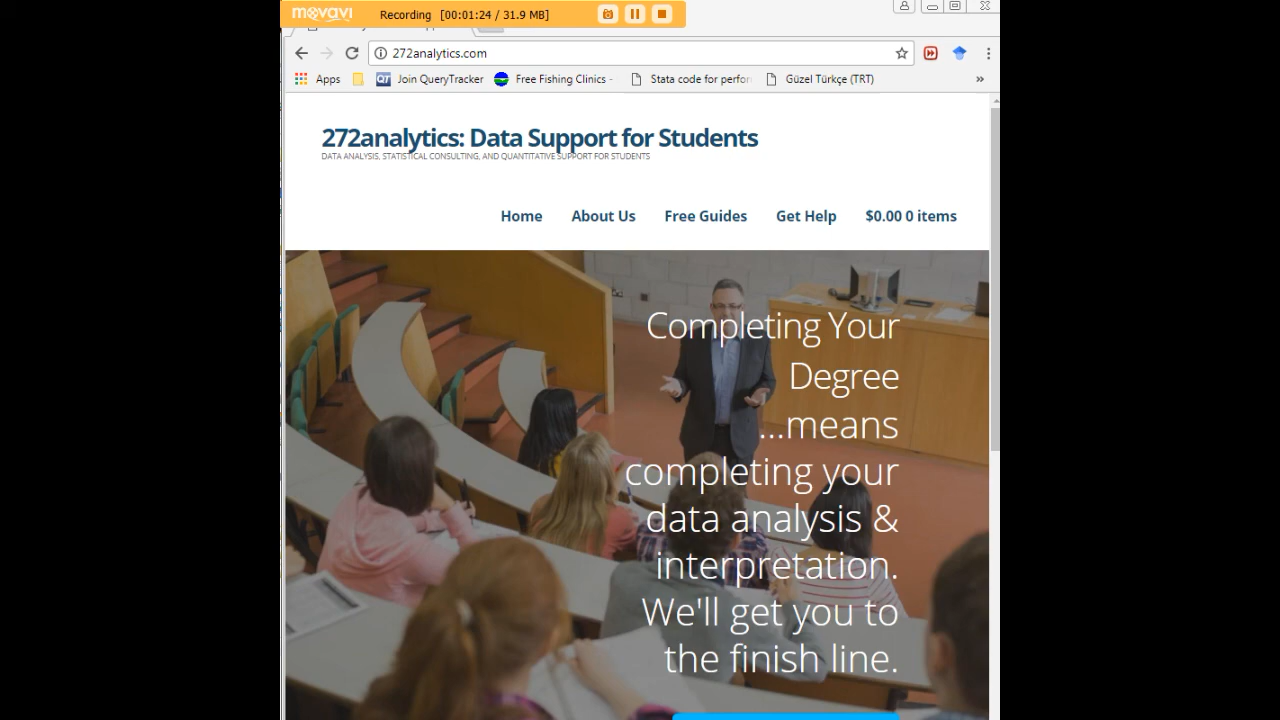 movavi
Recording [00:01:24 / 31.9 MB]
272analytics.com
Apps
QT Join QueryTracker
Free Fishing Clinics -
Stata code for perfor
Güzel Türkçe (TRT)
»
272analytics: Data Support for Students
DATA ANALYSIS, STATISTICAL CONSULTING, AND QUANTITATIVE SUPPORT FOR STUDENTS
Home About Us Free Guides Get Help $0.00 0 items
Completing Your
Degree
...means
completing your
data analysis &
interpretation.
We'll get you to
the finish line.